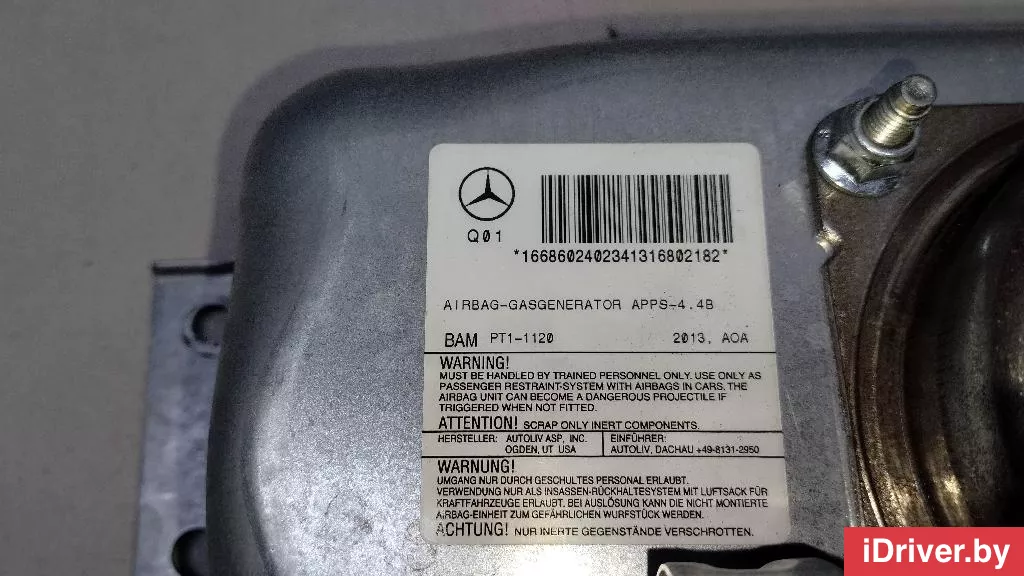 Q01
*16686024023413168 02182*
AIRBAG-GASGENERATOR APPS-4.4B
BAM PT1-1120 2013, AOA
WARNING!
MUST BE HANDLED BY TRAINED PERSONNEL ONLY. USE ONLY AS
PASSENGER RESTRAINT-SYSTEM WITH AIRBAGS IN CARS. THE
AIRBAG UNIT CAN BECOME A DANGEROUS PROJECTILE IF
TRIGGERED WHEN NOT FITTED.
ATTENTION! SCRAP ONLY INERT COMPONENTS.
HERSTELLER: AUTOLIV ASP, INC. EINFÜHRER:
OGDEN, UT USA AUTOLIV, DACHAU +49-8131-2950
WARNUNG!
UMGANG NUR DURCH GESCHULTES PERSONAL ERLAUBT.
VERWENDUNG NUR ALS INSASSEN-RÜCKHALTESYSTEM MIT LUFTSACK FÜR
KRAFTFAHRZEUGE ERLAUBT. BEI AUSLÖSUNG KANN DIE NICHT MONTIERTE
AIRBAG-EINHEIT ZUM GEFÄHRLICHEN WURFSTÜCK WERDEN.
ACHTUNG! NUR INERTE GEGENSTÄNDE VERSCHROTTEN.
iDriver.by